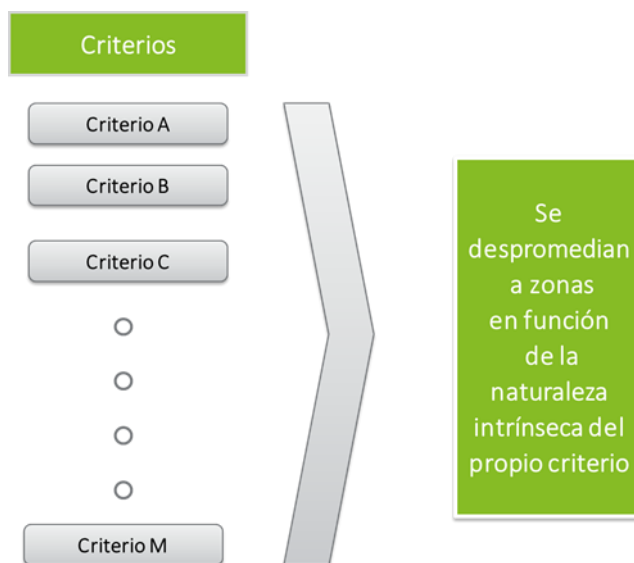 Criterios
Criterio A
Criterio B
Criterio C
Criterio M
Se
despromedian
a zonas
en función
de la
naturaleza
intrínseca del
propio criterio